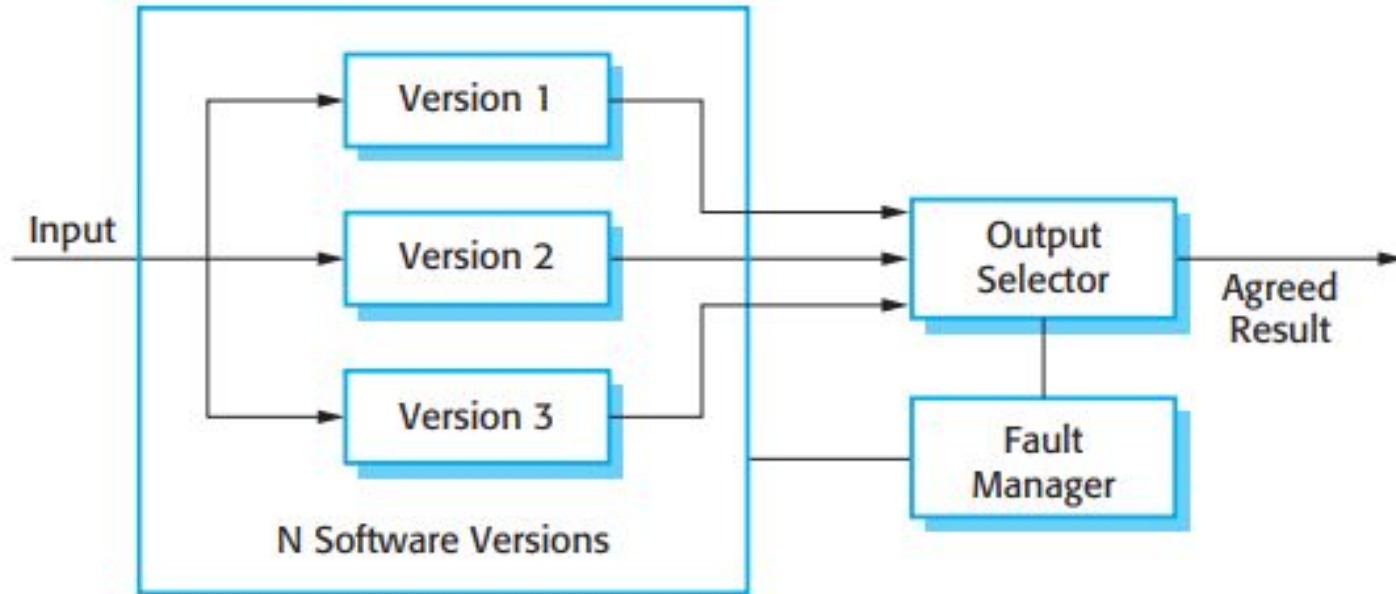 Version 1
Input
Version 2
Output
Selector
Agreed
Result
Version 3
Fault
Manager
N Software Versions